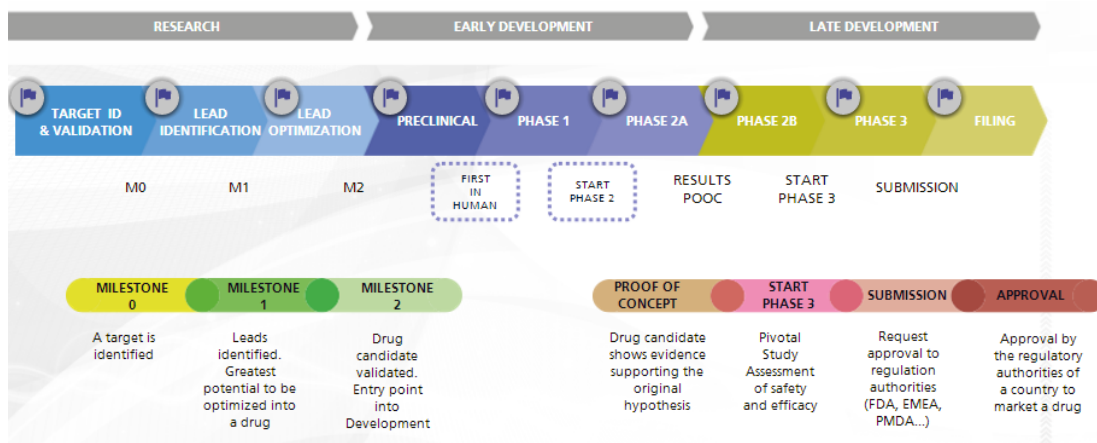 RESEARCH
EARLY DEVELOPMENT
LATE DEVELOPMENT
TARGET ID
& VALIDATION
LEAD
IDENTIFICATION
LEAD
OPTIMIZATION
PRECLINICAL
PHASE 1
PHASE 2A
PHASE 2B
PHASE 3
FILING
M0
M1
M2
FIRST
IN
HUMAN
START
PHASE 2
RESULTS
POOC
START
PHASE 3
SUBMISSION
MILESTONE
0
MILESTONE
1
MILESTONE
2
PROOF OF
CONCEPT
START
PHASE 3
SUBMISSION
APPROVAL
A target is
identified
Leads
identified.
Greatest
potential to be
optimized into
a drug
Drug
candidate
validated.
Entry point
into
Development
Drug candidate
shows evidence
supporting the
original
hypothesis
Pivotal
Study
Assessment
of safety
and efficacy
Request
approval to
regulation
authorities
(FDA, EMEA,
PMDA...)
Approval by
the regulatory
authorities of
a country to
market a drug